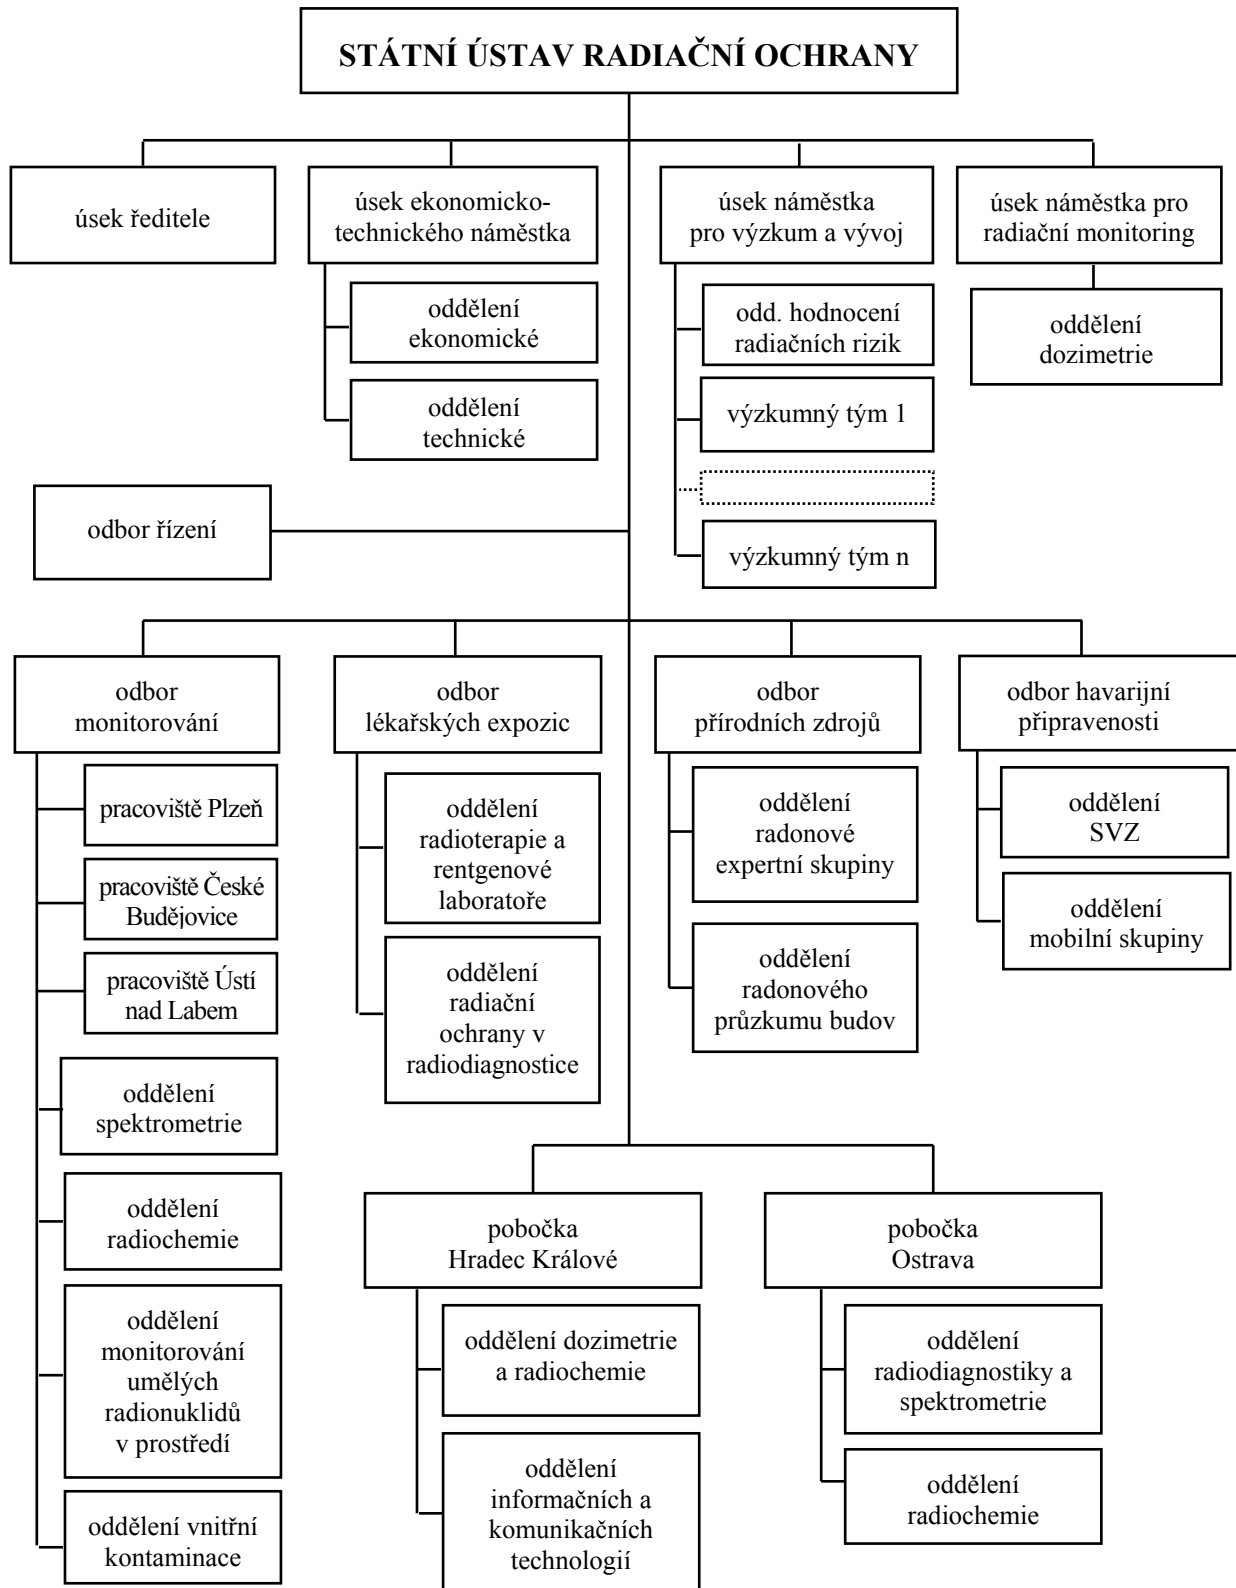 STÁTNÍ ÚSTAV RADIAČNÍ OCHRANY
úsek ředitele
úsek ekonomicko-
technického náměstka
úsek náměstka
pro výzkum a vývoj
úsek náměstka pro
radiační monitoring
oddělení
ekonomické
oddělení
technické
odd. hodnocení
radiačních rizik
výzkumný tým 1
výzkumný tým n
oddělení
dozimetrie
odbor řízení
odbor
monitorování
odbor
lékařských expozic
odbor
přírodních zdrojů
odbor havarijní
připravenosti
pracoviště Plzeň
pracoviště České
Budějovice
pracoviště Ústí
nad Labem
oddělení
spektrometrie
oddělení
radiochemie
oddělení
monitorování
umělých
radionuklidů
v prostředí
oddělení vnitřní
kontaminace
oddělení
radioterapie a
rentgenové
laboratoře
oddělení
radiační
ochrany v
radiodiagnostice
oddělení
radonové
expertní skupiny
oddělení
radonového
průzkumu budov
oddělení
SVZ
oddělení
mobilní skupiny
pobočka
Hradec Králové
oddělení dozimetrie
a radiochemie
oddělení
informačních a
komunikačních
technologií
pobočka
Ostrava
oddělení
radiodiagnostiky a
spektrometrie
oddělení
radiochemie